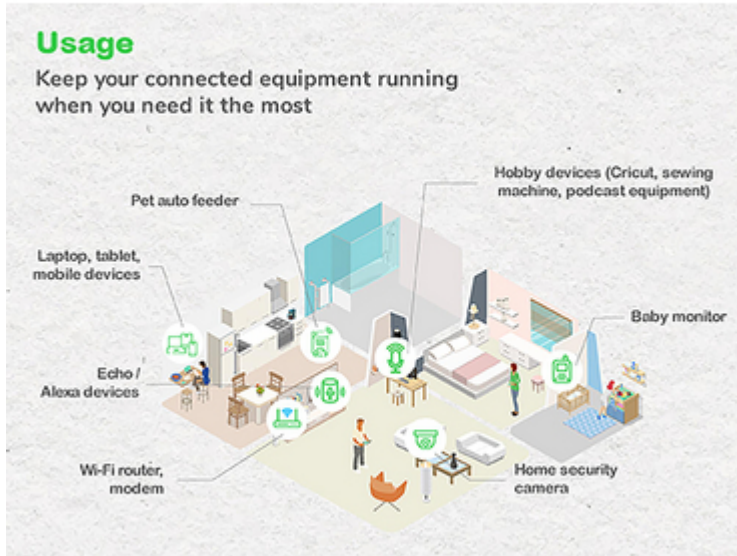 Usage
Keep your connected equipment running
when you need it the most
Hobby devices (Cricut, sewing
machine, podcast equipment)
Pet auto feeder
Laptop, tablet,
mobile devices
Baby monitor
Echo /
Alexa devices
Wi-Fi router,
modem
Home security
camera